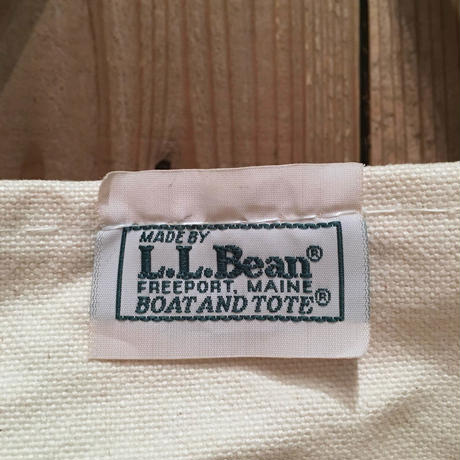 MADE BY
L.L.Bean®
FREEPORT, MAINE
BOAT AND TOTE®